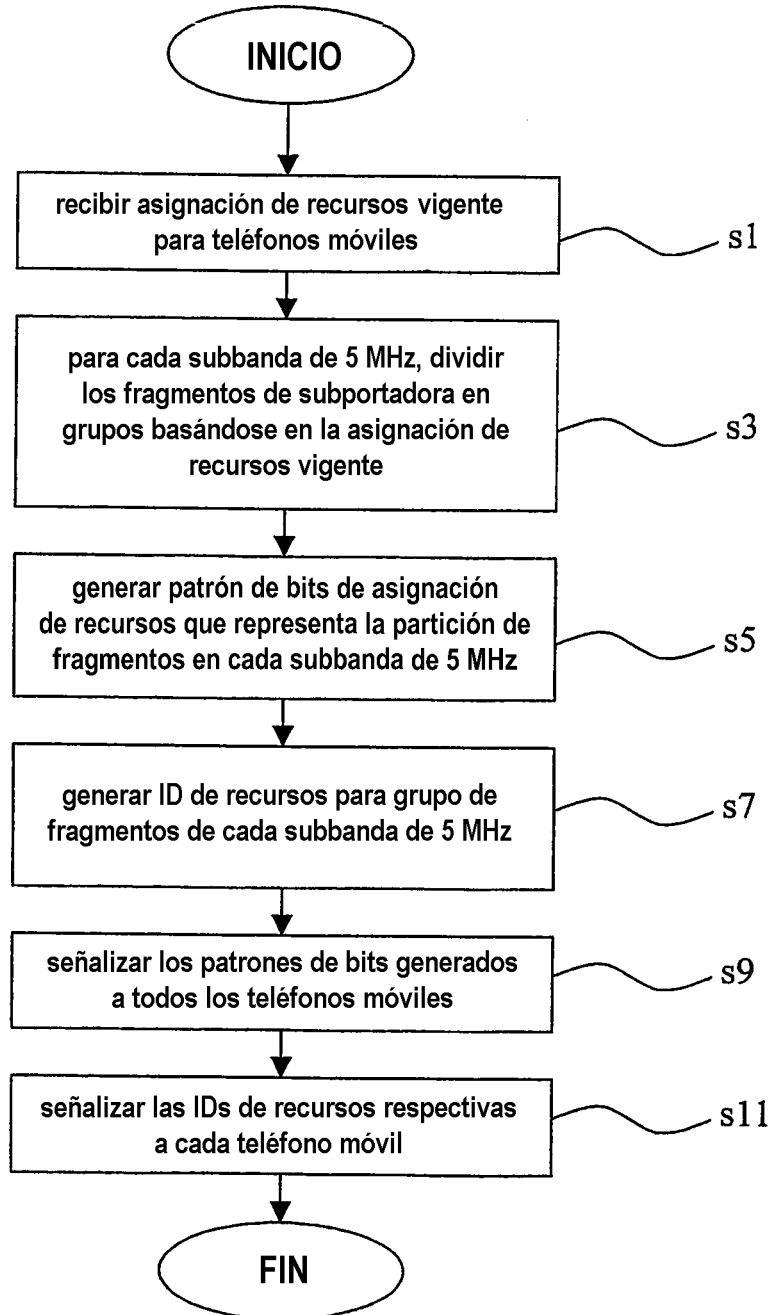 INICIO
recibir asignación de recursos vigente
para teléfonos móviles
s1
para cada subbanda de 5 MHz, dividir
los fragmentos de subportadora en
grupos basándose en la asignación de
recursos vigente
s3
generar patrón de bits de asignación
de recursos que representa la partición de
fragmentos en cada subbanda de 5 MHz
s5
generar ID de recursos para grupo de
fragmentos de cada subbanda de 5 MHz
s7
señalizar los patrones de bits generados
a todos los teléfonos móviles
s9
señalizar las IDs de recursos respectivas
a cada teléfono móvil
s11
FIN